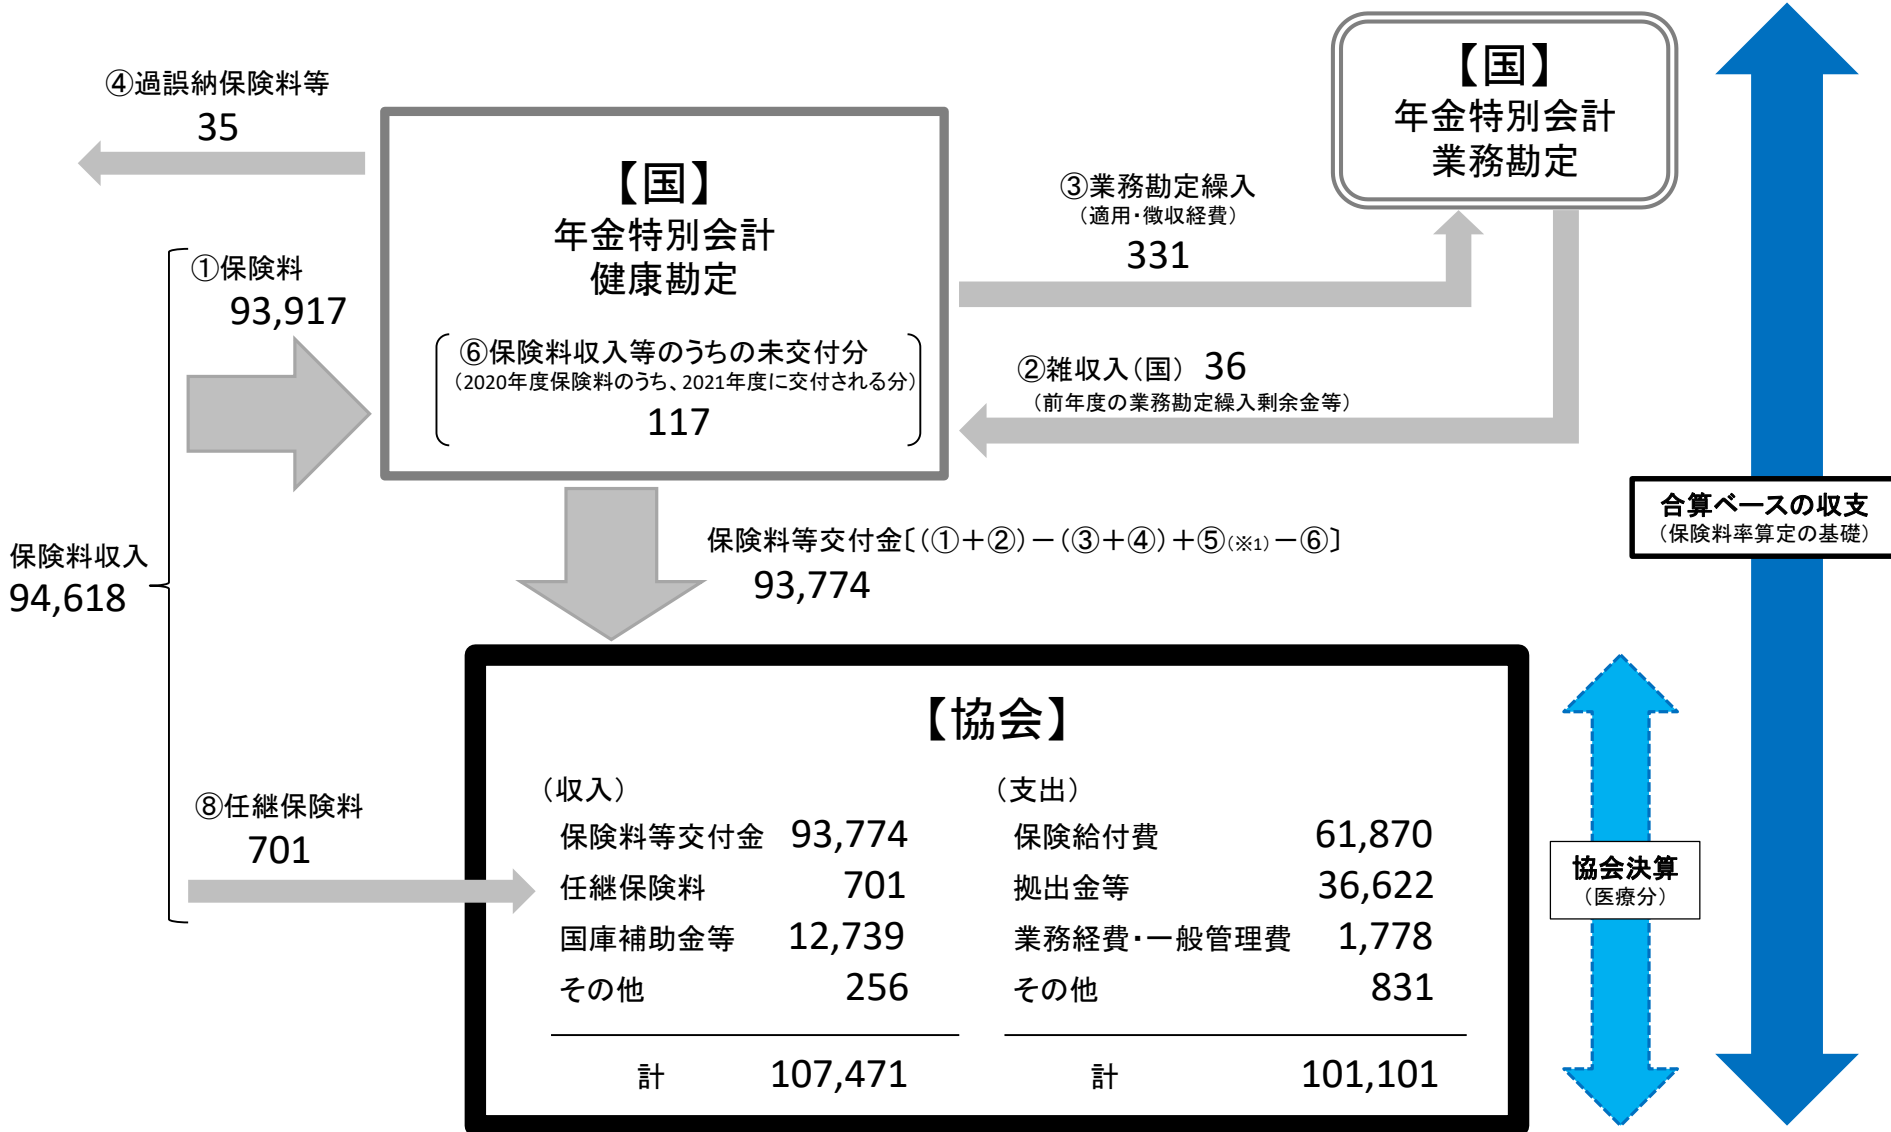 ④過誤納保険料等
35
【国】
年金特別会計
健康勘定
⑥保険料収入等のうちの未交付分
（2020年度保険料のうち、2021年度に交付される分）
117
【国】
年金特別会計
業務勘定
③業務勘定繰入
（適用・徴収経費）
331
②雑収入（国） 36
（前年度の業務勘定繰入剰余金等）
①保険料
93,917
保険料収入
94,618
保険料等交付金〔（①＋②）－（③＋④）＋⑤（※1）－⑥〕
93,774
合算ベースの収支
（保険料率算定の基礎）
⑧任継保険料
701
【協会】
（収入）
保険料等交付金 93,774
任継保険料 701
国庫補助金等 12,739
その他 256
計 107,471
（支出）
保険給付費 61,870
拠出金等 36,622
業務経費・一般管理費 1,778
その他 831
計 101,101
協会決算
（医療分）